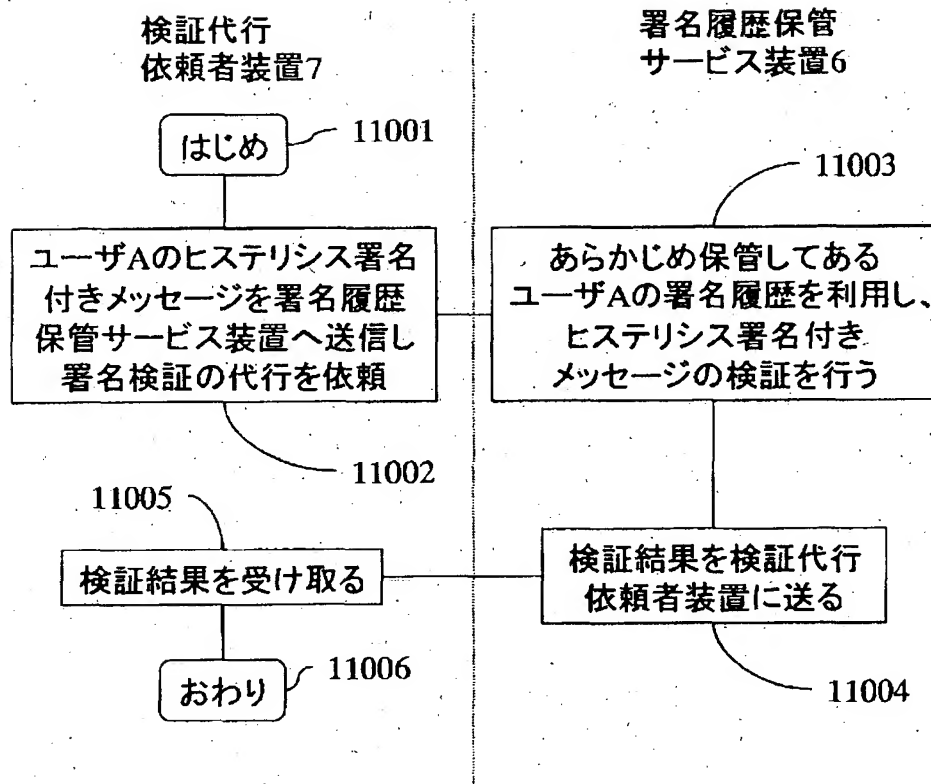 検証代行
依頼者装置7
署名履歴保管
サービス装置6
はじめ
11001
ユーザAのヒステリシス署名
付きメッセージを署名履歴
保管サービス装置へ送信し
署名検証の代行を依頼
11002
11003
あらかじめ保管してある
ユーザAの署名履歴を利用し、
ヒステリシス署名付き
メッセージの検証を行う
検証結果を検証代行
依頼者装置に送る
11004
11005
検証結果を受け取る
おわり
11006